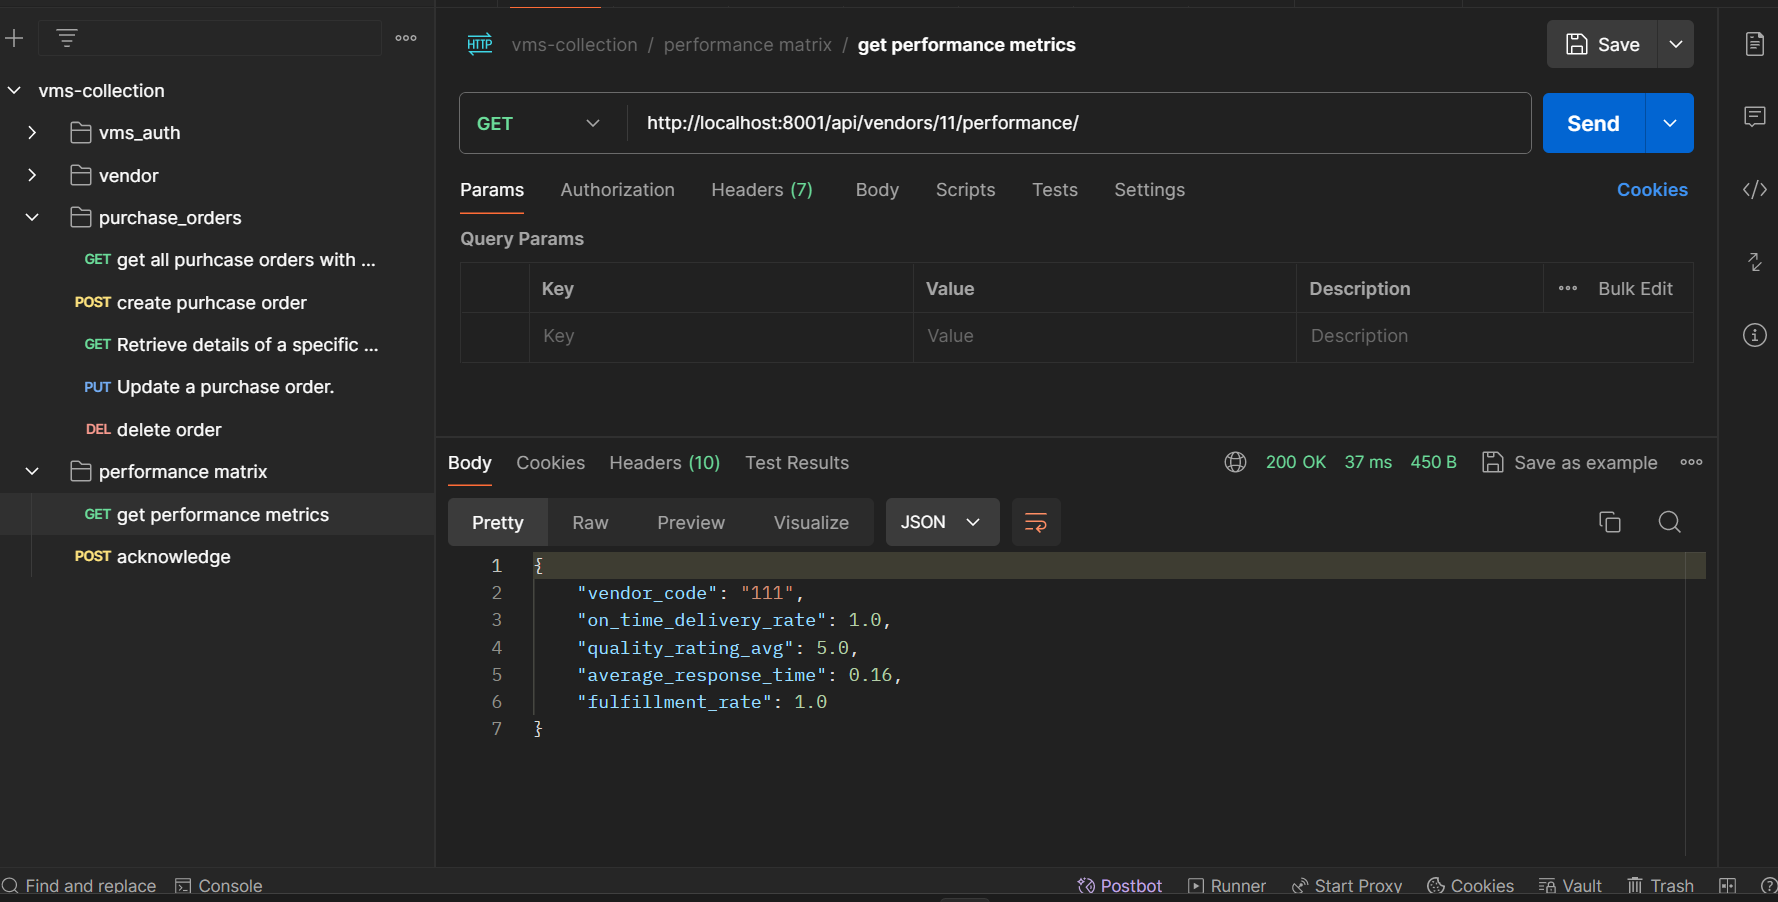 vms-collection
vms_auth
vendor
purchase_orders
GET get all purhcase orders with ...
POST create purhcase order
GET Retrieve details of a specific ...
PUT Update a purchase order.
DEL delete order
performance matrix
GET get performance metrics
POST acknowledge
HTTP vms-collection / performance matrix / get performance metrics
Save
GET http://localhost:8001/api/vendors/11/performance/
Send
Params Authorization Headers (7) Body Scripts Tests Settings Cookies
Query Params
Key Value Description Bulk Edit
Key Value Description
Body Cookies Headers (10) Test Results 200 OK 37 ms 450 B Save as example
Pretty Raw Preview Visualize JSON
1 {
2 "vendor_code": "111",
3 "on_time_delivery_rate": 1.0,
4 "quality_rating_avg": 5.0,
5 "average_response_time": 0.16,
6 "fulfillment_rate": 1.0
7 }
Find and replace Console Postbot Runner Start Proxy Cookies Vault Trash